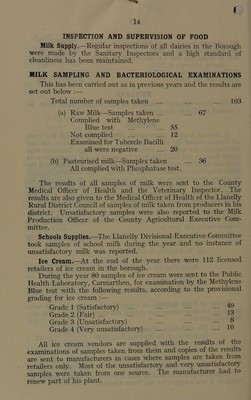 14
INSPECTION AND SUPERVISION OF FOOD
Milk Supply.—Regular inspections of all dairies in the Borough
were made by the Sanitary Inspectors and a high standard of
cleanliness has been maintained.
MILK SAMPLING AND BACTERIOLOGICAL EXAMINATIONS
This has been carried out as in previous years and the results are
set out below :—
Total number of samples taken ... ... ... 103
(a) Raw Milk—Samples taken ... ... 67
Complied with Methylene
Blue test ... ... 55
Not complied ... ... 12
Examined for Tubercle Bacilli
all were negative ... 20
(b) Pasteurised milk—Samples taken ... 36
All complied with Phosphatase test.
The results of all samples of milk were sent to the County
Medical Officer of Health and the Veterinary Inspector. The
results are also given to the Medical Officer of Health of the Llanelly
Rural District Council of samples of milk taken from producers in his
district. Unsatisfactory samples were also reported to the Milk
Production Officer of the County Agricultural Executive Com-
mittee.
Schools Supplies.—The Llanelly Divisional Executive Committee
took samples of school milk during the year and no instance of
unsatisfactory milk was reported.
Ice Cream.—At the end of the year there were 112 licensed
retailers of ice cream in the borough.
During the year 80 samples of ice cream were sent to the Public
Health Laboratory, Carmarthen, for examination by the Methylene
Blue test with the following results, according to the provisional
grading for ice cream :—
Grade 1 (Satisfactory) ... ... ... ... 49
Grade 2 (Fair) ... ... ... ... 13
Grade 3 (Unsatisfactory) ... ... ... 8
Grade 4 (Very unsatisfactory) ... ... ... 10
All ice cream vendors are supplied with the results of the
examinations of samples taken from them and copies of the results
are sent to manufacturers in cases where samples are taken from
retailers only. Most of the unsatisfactory and very unsatisfactory
samples were taken from one source. The manufacturer had to
renew part of his plant.